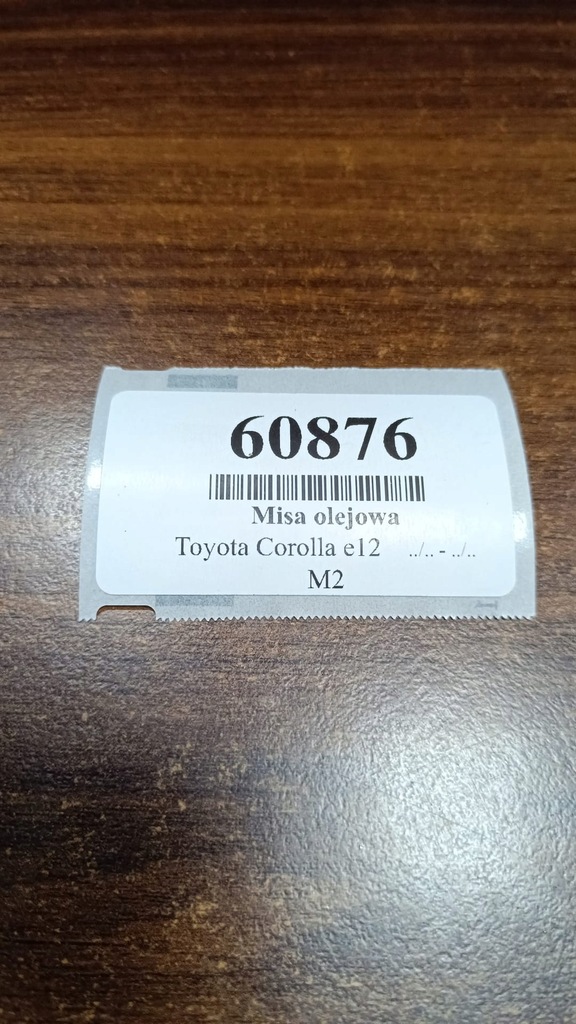 60876
Misa olejowa
Toyota Corolla e12 ../.. - ../..
M2